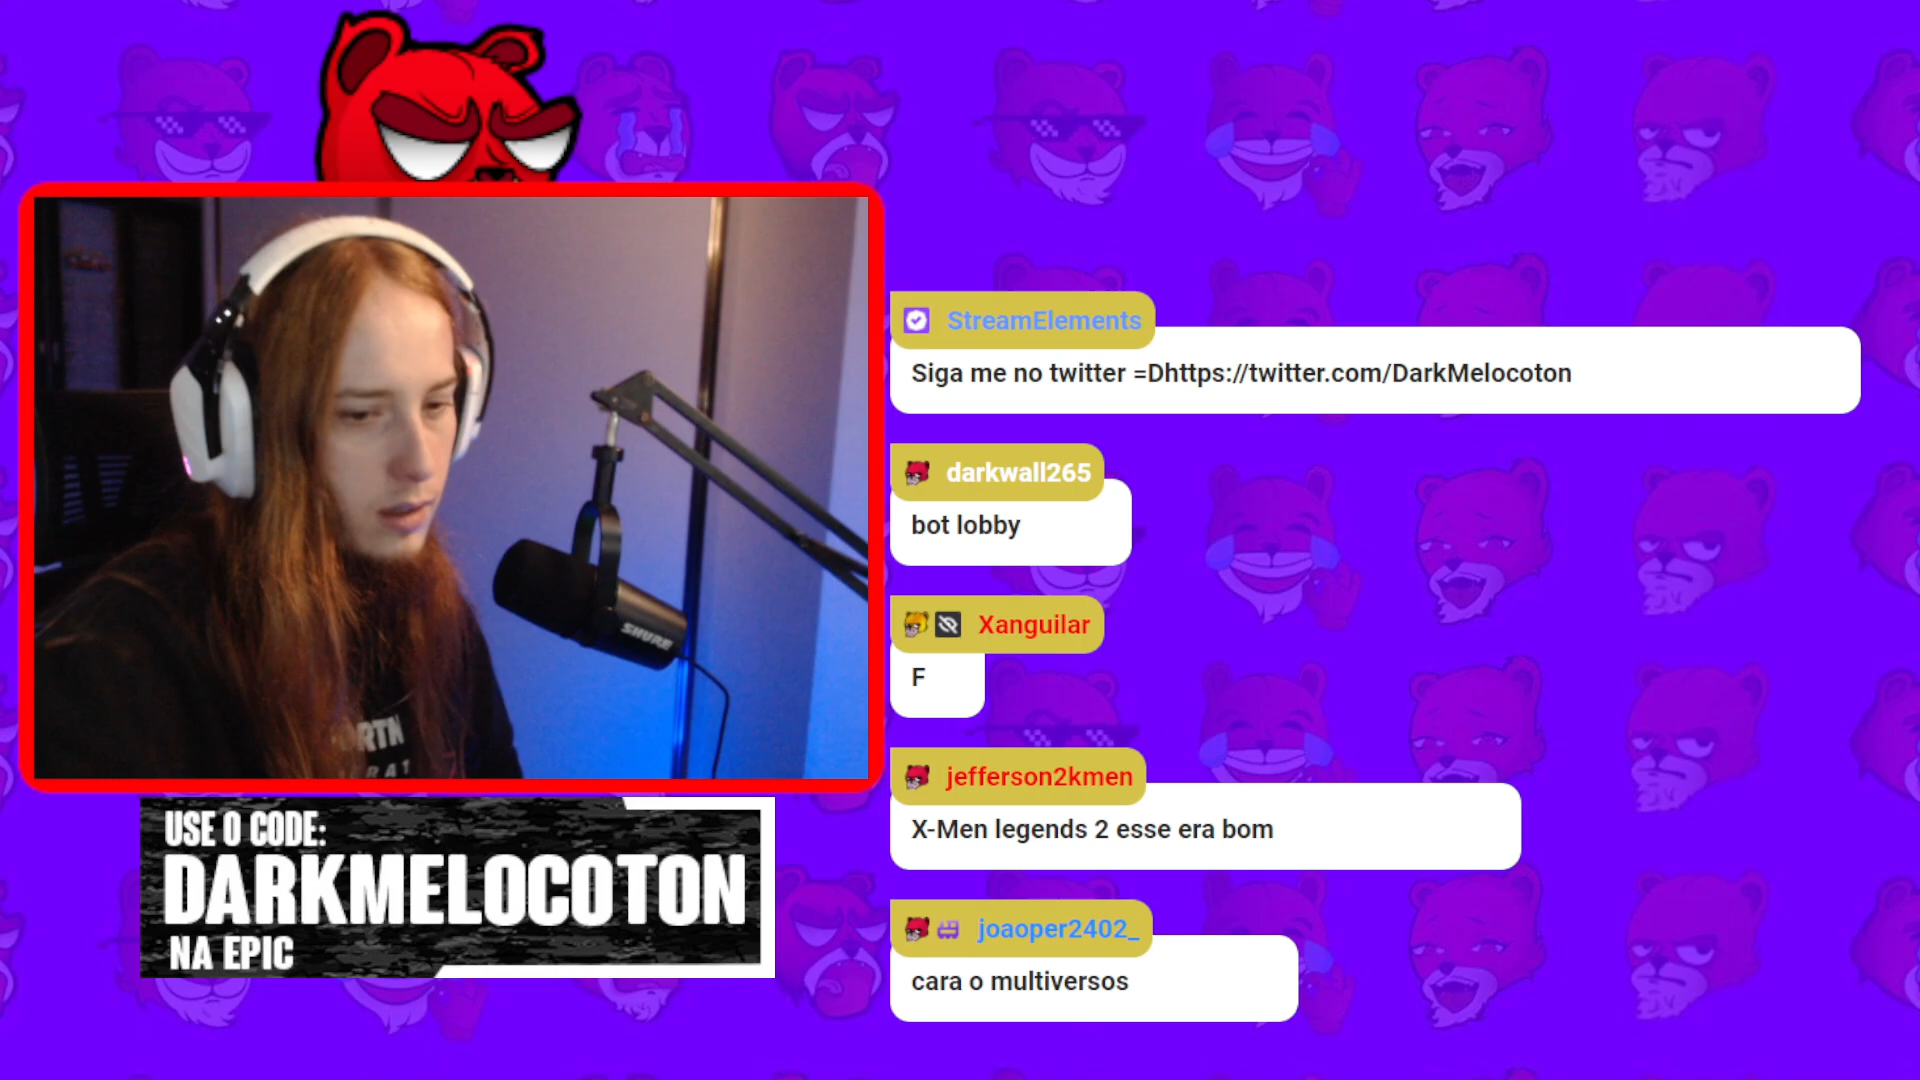 StreamElements
Siga me no twitter =Dhttps://twitter.com/DarkMelocoton
darkwall265
bot lobby
Xanguilar
F
jefferson2kmen
X-Men legends 2 esse era bom
joaoper2402_
cara o multiversos
SHURE
USE O CODE:
DARKMELOCOTON
NA EPIC